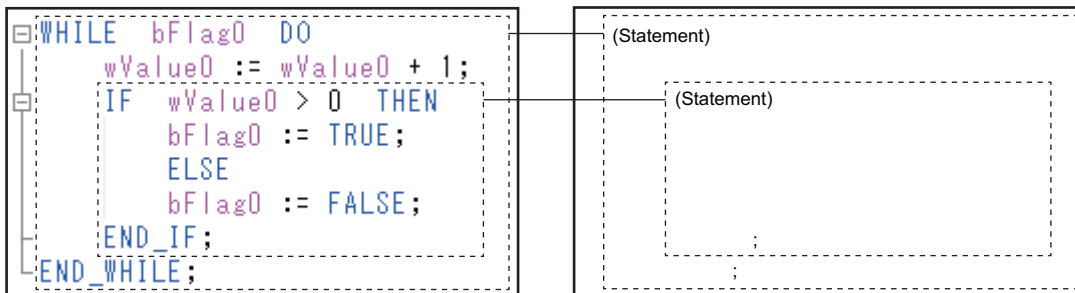 WHILE bFlag0 DO
wValue0 := wValue0 + 1;
IF wValue0 > 0 THEN
bFlag0 := TRUE;
ELSE
bFlag0 := FALSE;
END_IF;
END_WHILE;
(Statement)
(Statement)
;
;